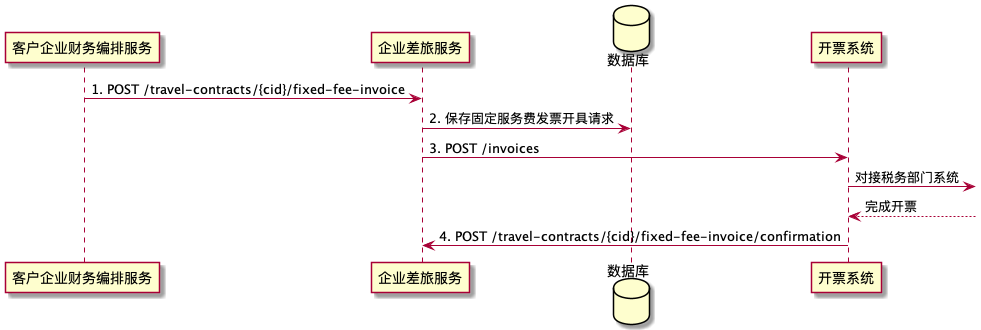 客户企业财务编排服务
企业差旅服务
数据库
开票系统
1. POST /travel-contracts/{cid}/fixed-fee-invoice
2. 保存固定服务费发票开具请求
3. POST /invoices
对接税务部门系统
完成开票
4. POST /travel-contracts/{cid}/fixed-fee-invoice/confirmation
客户企业财务编排服务
企业差旅服务
数据库
开票系统